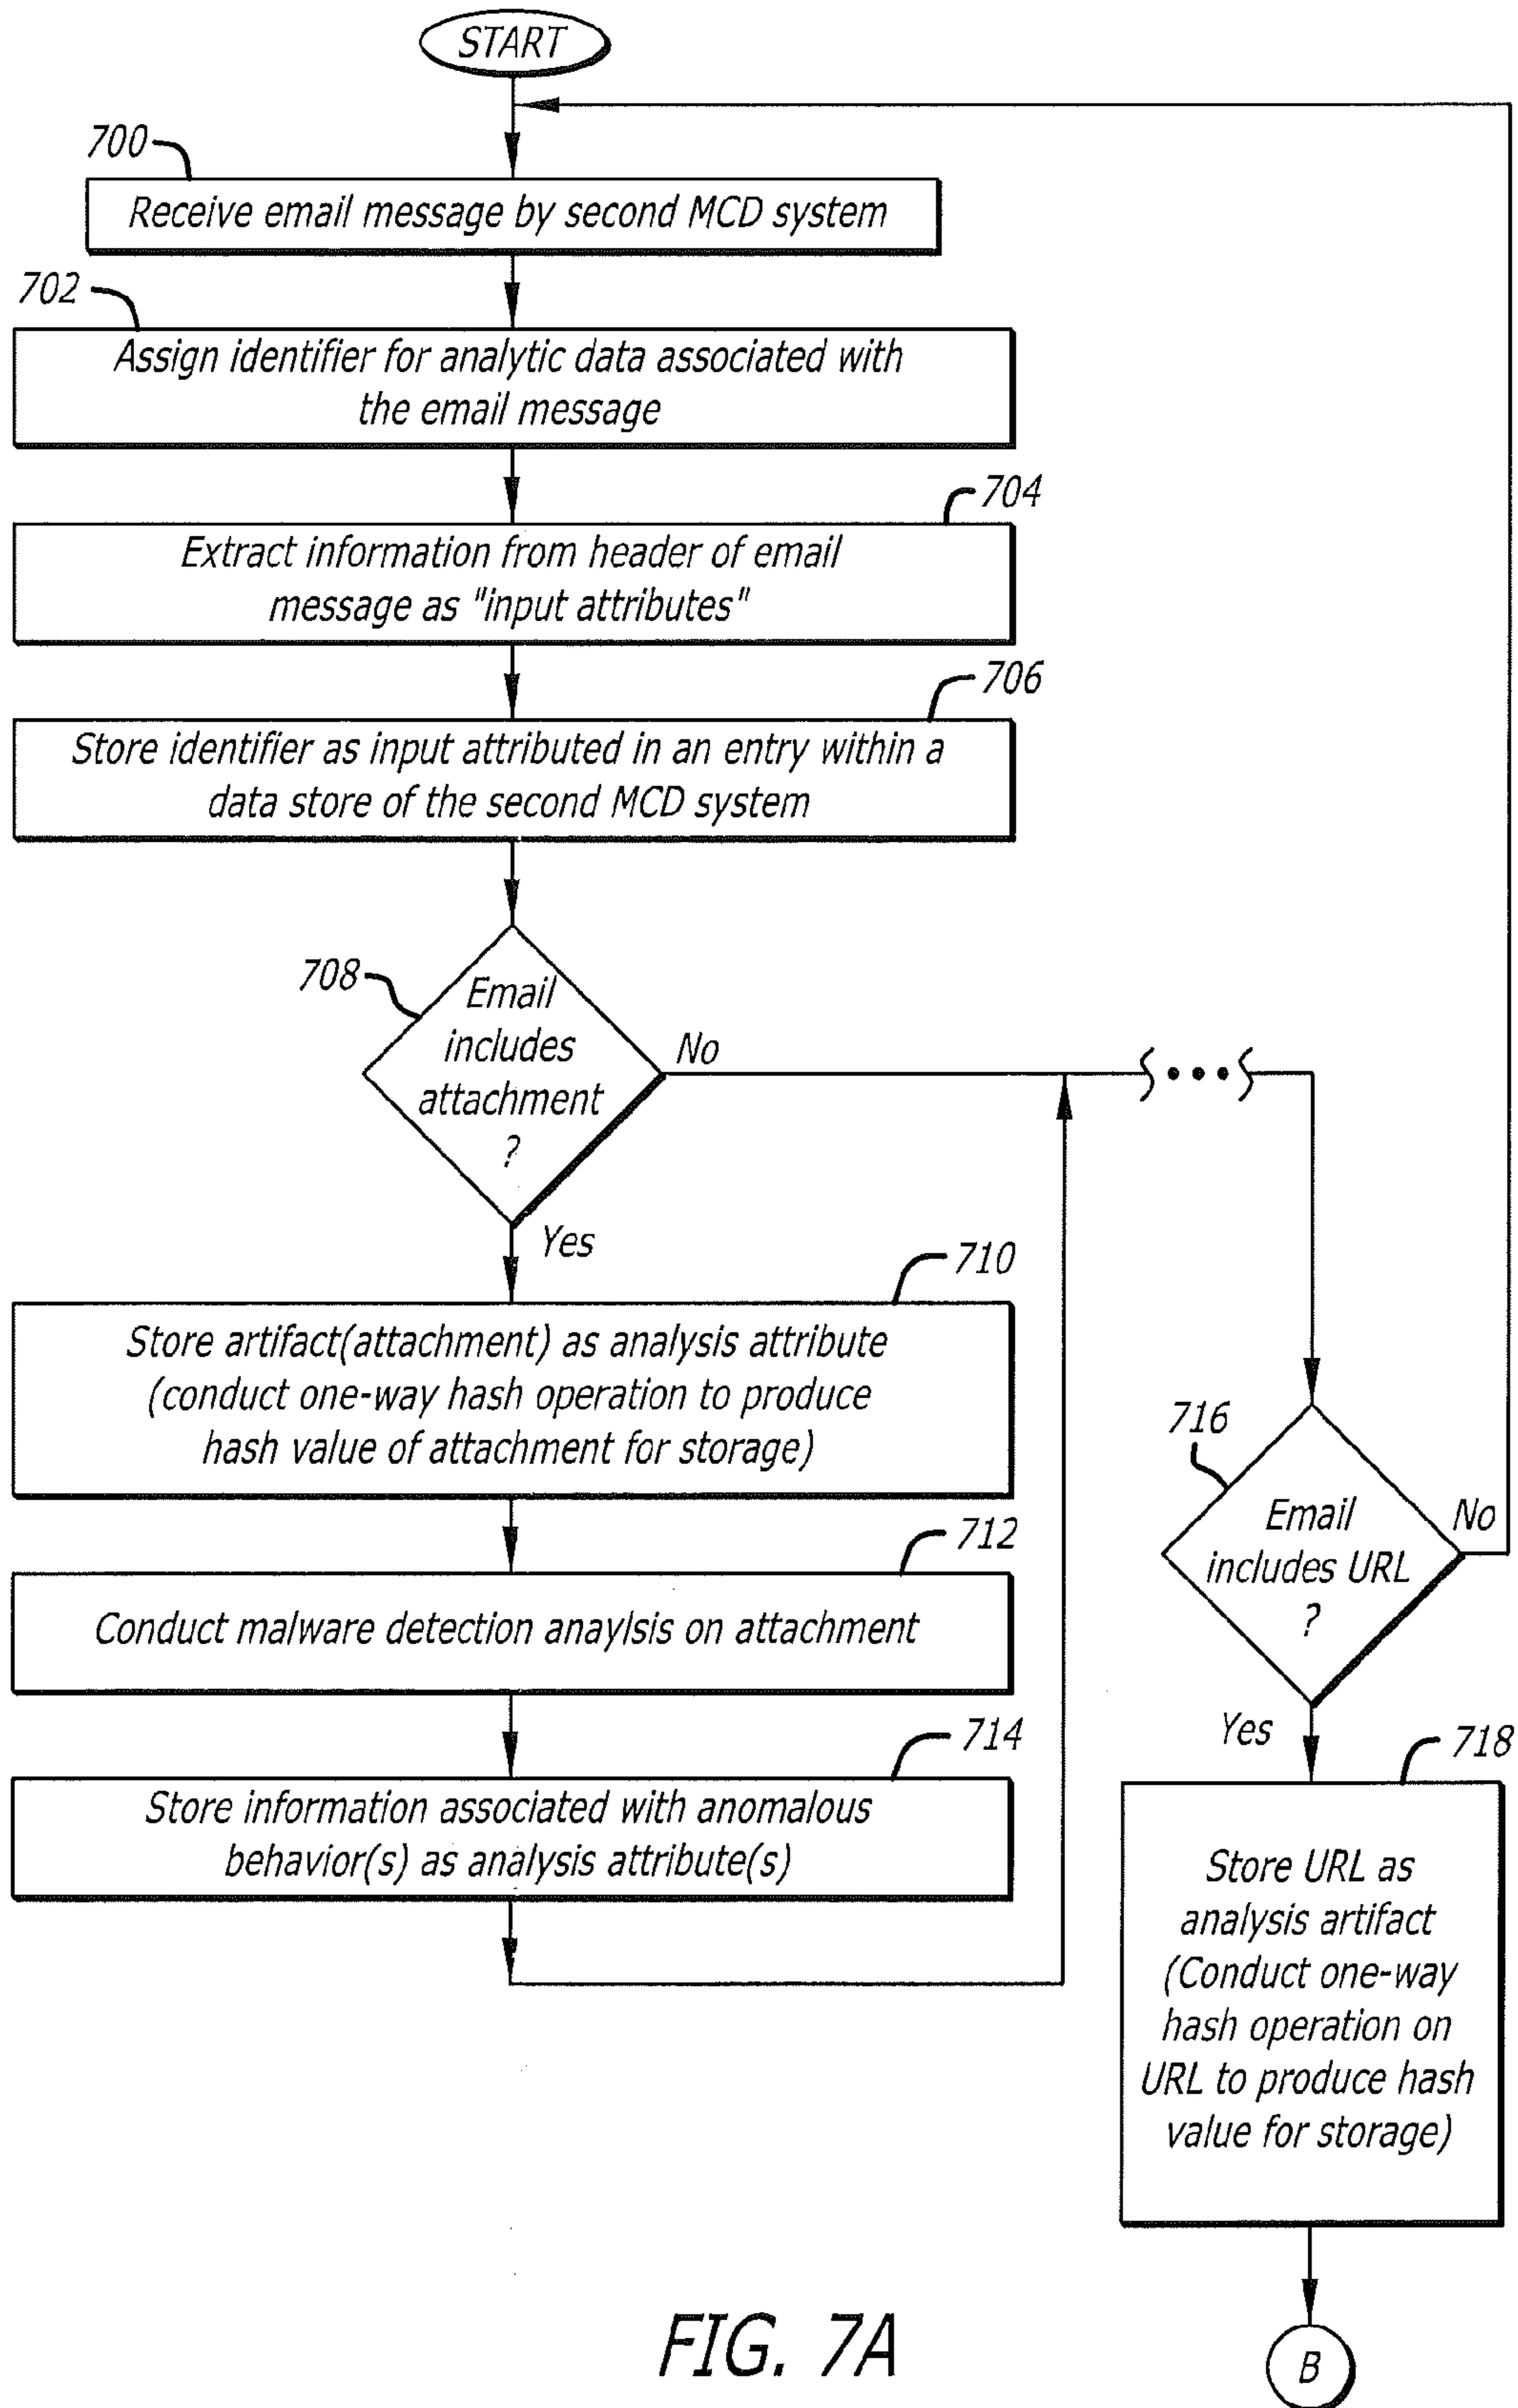 START
700
Receive email message by second MCD system
702
Assign identifier for analytic data associated with
the email message
704
Extract information from header of email
message as "input attributes"
706
Store identifier as input attributed in an entry within a
data store of the second MCD system
708
Email
includes
attachment
?
No
Yes
710
Store artifact(attachment) as analysis attribute
(conduct one-way hash operation to produce
hash value of attachment for storage)
712
Conduct malware detection anaylsis on attachment
714
Store information associated with anomalous
behavior(s) as analysis attribute(s)
716
Email
includes URL
?
No
Yes
718
Store URL as
analysis artifact
(Conduct one-way
hash operation on
URL to produce hash
value for storage)
B
FIG. 7A